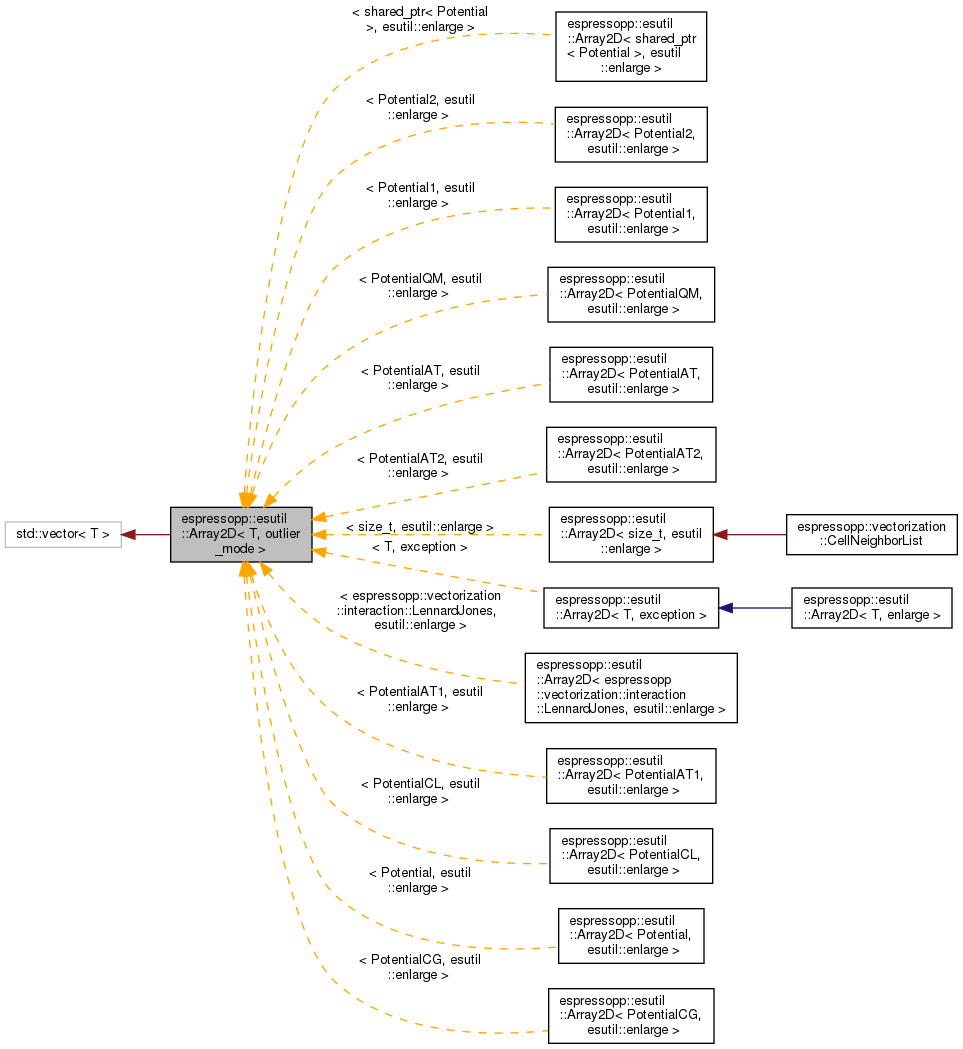 < shared_ptr< Potential
>, esutil::enlarge >
espressopp::esutil
::Array2D< shared_ptr
< Potential >, esutil
::enlarge >
< Potential2, esutil
::enlarge >
espressopp::esutil
::Array2D< Potential2,
esutil::enlarge >
< Potential1, esutil
::enlarge >
espressopp::esutil
::Array2D< Potential1,
esutil::enlarge >
< PotentialQM, esutil
::enlarge >
espressopp::esutil
::Array2D< PotentialQM,
esutil::enlarge >
< PotentialAT, esutil
::enlarge >
espressopp::esutil
::Array2D< PotentialAT,
esutil::enlarge >
< PotentialAT2, esutil
::enlarge >
espressopp::esutil
::Array2D< PotentialAT2,
esutil::enlarge >
std::vector< T >
espressopp::esutil
::Array2D< T, outlier
_mode >
< size_t, esutil::enlarge >
espressopp::esutil
::Array2D< size_t, esutil
::enlarge >
espressopp::vectorization
::CellNeighborList
< T, exception >
espressopp::esutil
::Array2D< T, exception >
espressopp::esutil
::Array2D< T, enlarge >
< espressopp::vectorization
::interaction::LennardJones,
esutil::enlarge >
espressopp::esutil
::Array2D< espressopp
::vectorization::interaction
::LennardJones, esutil::enlarge >
< PotentialAT1, esutil
::enlarge >
espressopp::esutil
::Array2D< PotentialAT1,
esutil::enlarge >
< PotentialCL, esutil
::enlarge >
espressopp::esutil
::Array2D< PotentialCL,
esutil::enlarge >
< Potential, esutil
::enlarge >
espressopp::esutil
::Array2D< Potential,
esutil::enlarge >
< PotentialCG, esutil
::enlarge >
espressopp::esutil
::Array2D< PotentialCG,
esutil::enlarge >